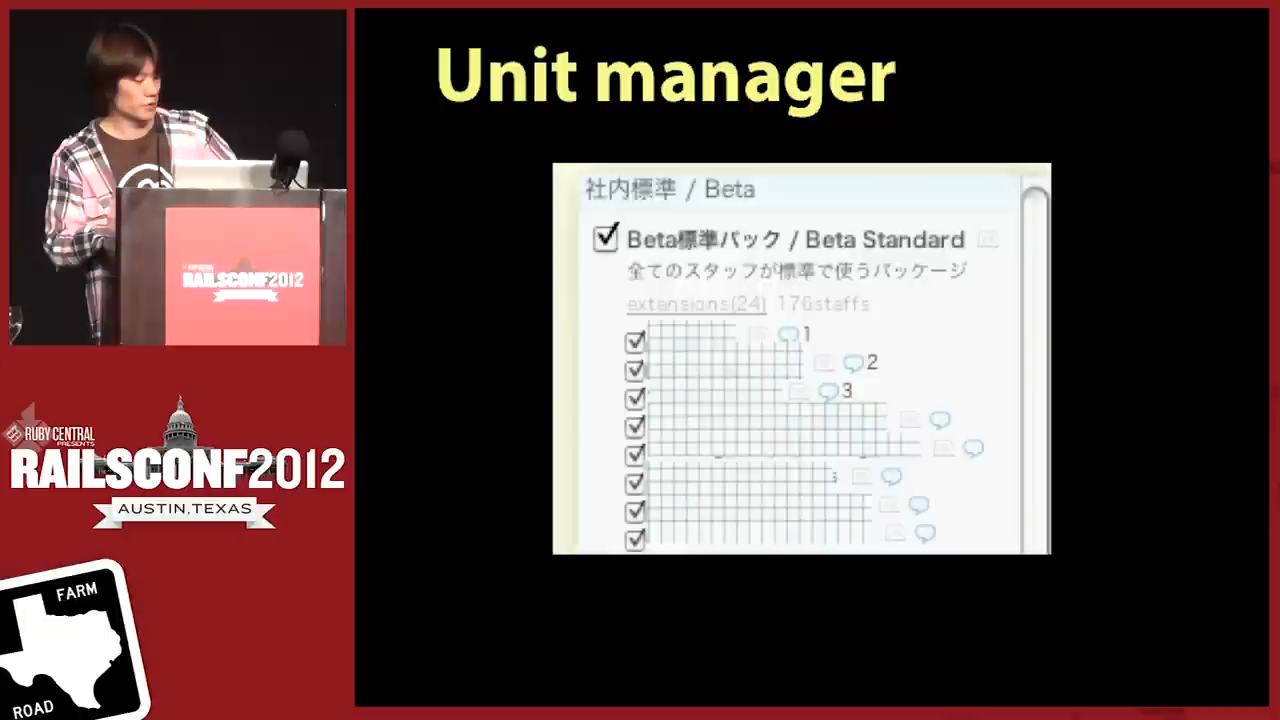 Unit manager
社内標準 / Beta
Beta標準パック / Beta Standard
全てのスタッフが標準で使うパッケージ
extensions(24) 176staffs
1
2
3
RAILSCONF2012
RUBY CENTRAL
PRESENTS
RAILSCONF2012
AUSTIN, TEXAS
FARM
ROAD